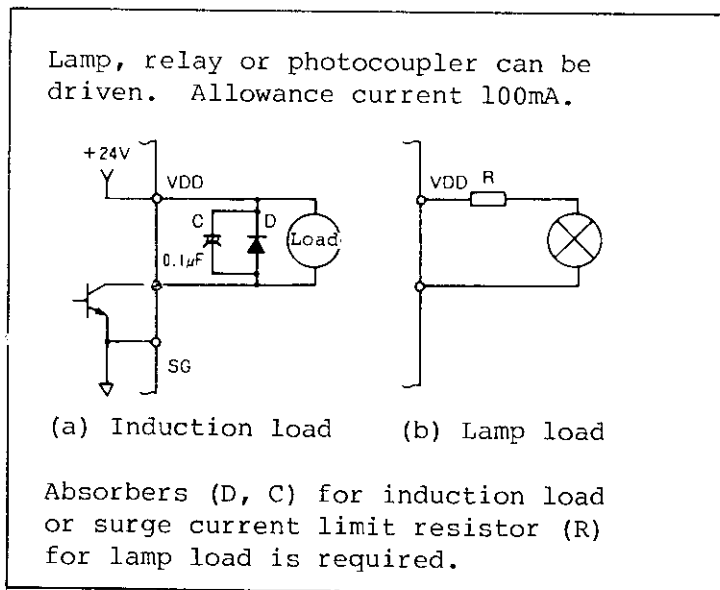 Lamp, relay or photocoupler can be
driven. Allowance current 100mA.
+24V
VDD
C
D
Load
0.1µF
SG
VDD
R
(a) Induction load
(b) Lamp load
Absorbers (D, C) for induction load
or surge current limit resistor (R)
for lamp load is required.